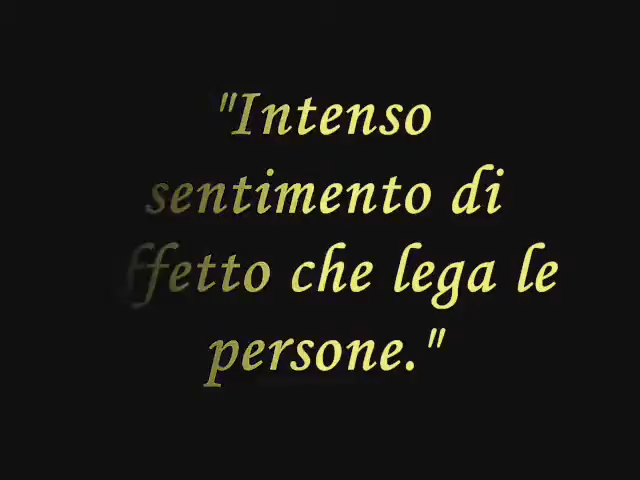 "Intenso
sentimento di
ffetto che lega le
persone."